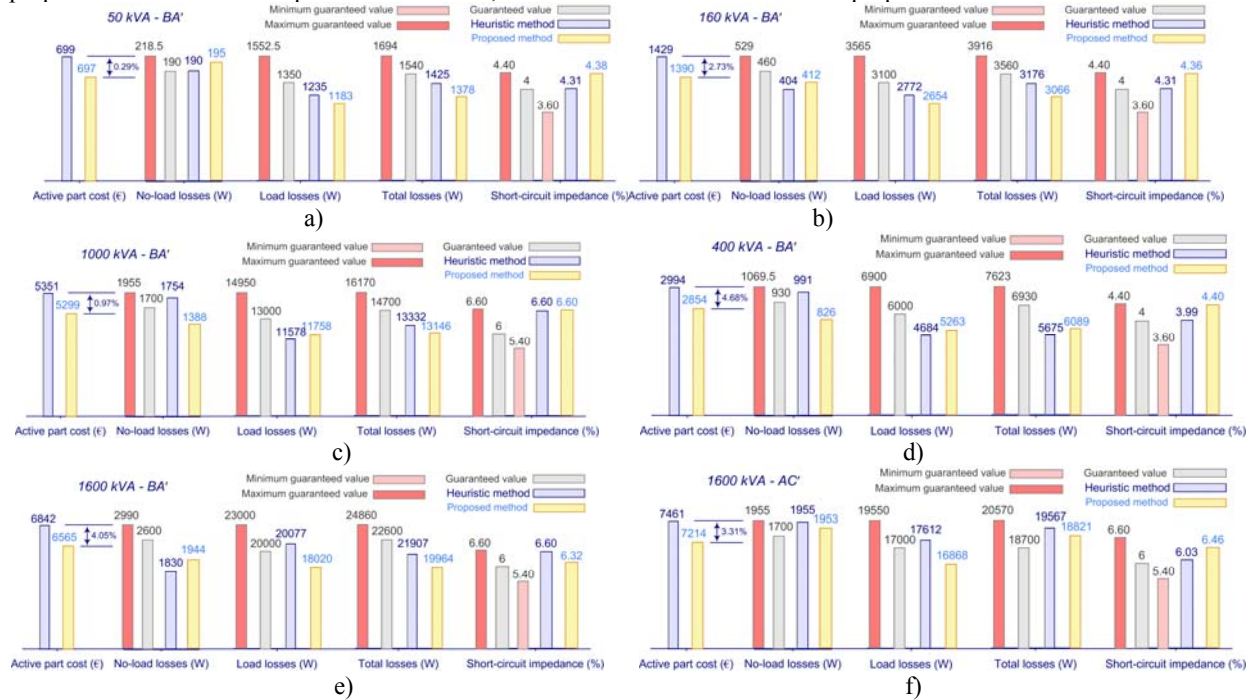 50 kVA - BA'
Minimum guaranteed value
Maximum guaranteed value
Guaranteed value
Heuristic method
Proposed method
699
697
0.29%
218.5
190
190
195
1552.5
1350
1235
1183
1694
1540
1425
1378
4.40
4
3.60
4.31
4.38
Active part cost (€)
No-load losses (W)
Load losses (W)
Total losses (W)
Short-circuit impedance (%)
a)
160 kVA - BA'
Minimum guaranteed value
Maximum guaranteed value
Guaranteed value
Heuristic method
Proposed method
1429
1390
2.73%
529
460
404
412
3565
3100
2772
2654
3916
3560
3176
3066
4.40
4
3.60
4.31
4.36
Active part cost (€)
No-load losses (W)
Load losses (W)
Total losses (W)
Short-circuit impedance (%)
b)
1000 kVA - BA'
Minimum guaranteed value
Maximum guaranteed value
Guaranteed value
Heuristic method
Proposed method
5351
5299
0.97%
1955
1700
1754
1388
14950
13000
11578
11758
16170
14700
13332
13146
6.60
6
5.40
6.60
6.60
Active part cost (€)
No-load losses (W)
Load losses (W)
Total losses (W)
Short-circuit impedance (%)
c)
400 kVA - BA'
Minimum guaranteed value
Maximum guaranteed value
Guaranteed value
Heuristic method
Proposed method
2994
2854
4.68%
1069.5
930
991
826
6900
6000
4684
5263
7623
6930
5675
6089
4.40
4
3.60
3.99
4.40
Active part cost (€)
No-load losses (W)
Load losses (W)
Total losses (W)
Short-circuit impedance (%)
d)
1600 kVA - BA'
Minimum guaranteed value
Maximum guaranteed value
Guaranteed value
Heuristic method
Proposed method
6842
6565
4.05%
2990
2600
1830
1944
23000
20000
20077
18020
24860
22600
21907
19964
6.60
6
5.40
6.60
6.32
Active part cost (€)
No-load losses (W)
Load losses (W)
Total losses (W)
Short-circuit impedance (%)
e)
1600 kVA - AC'
Minimum guaranteed value
Maximum guaranteed value
Guaranteed value
Heuristic method
Proposed method
7461
7214
3.31%
1955
1700
1955
1953
19550
17000
17612
16868
20570
18700
19567
18821
6.60
6
5.40
6.03
6.46
Active part cost (€)
No-load losses (W)
Load losses (W)
Total losses (W)
Short-circuit impedance (%)
f)